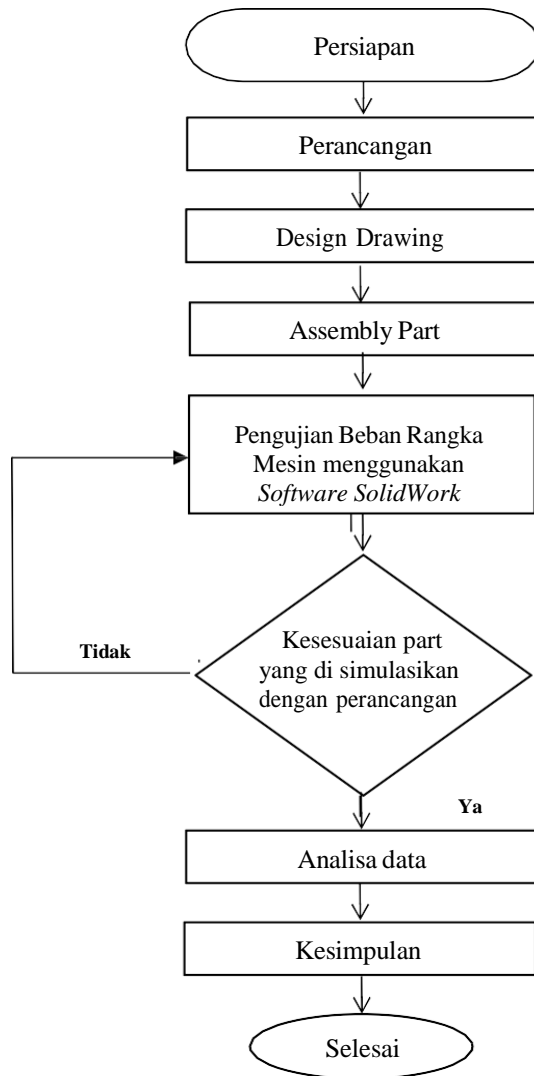 Persiapan
Perancangan
Design Drawing
Assembly Part
Pengujian Beban Rangka
Mesin menggunakan
Software SolidWork
Kesesuaian part
yang di simulasikan
dengan perancangan
Tidak
Ya
Analisa data
Kesimpulan
Selesai